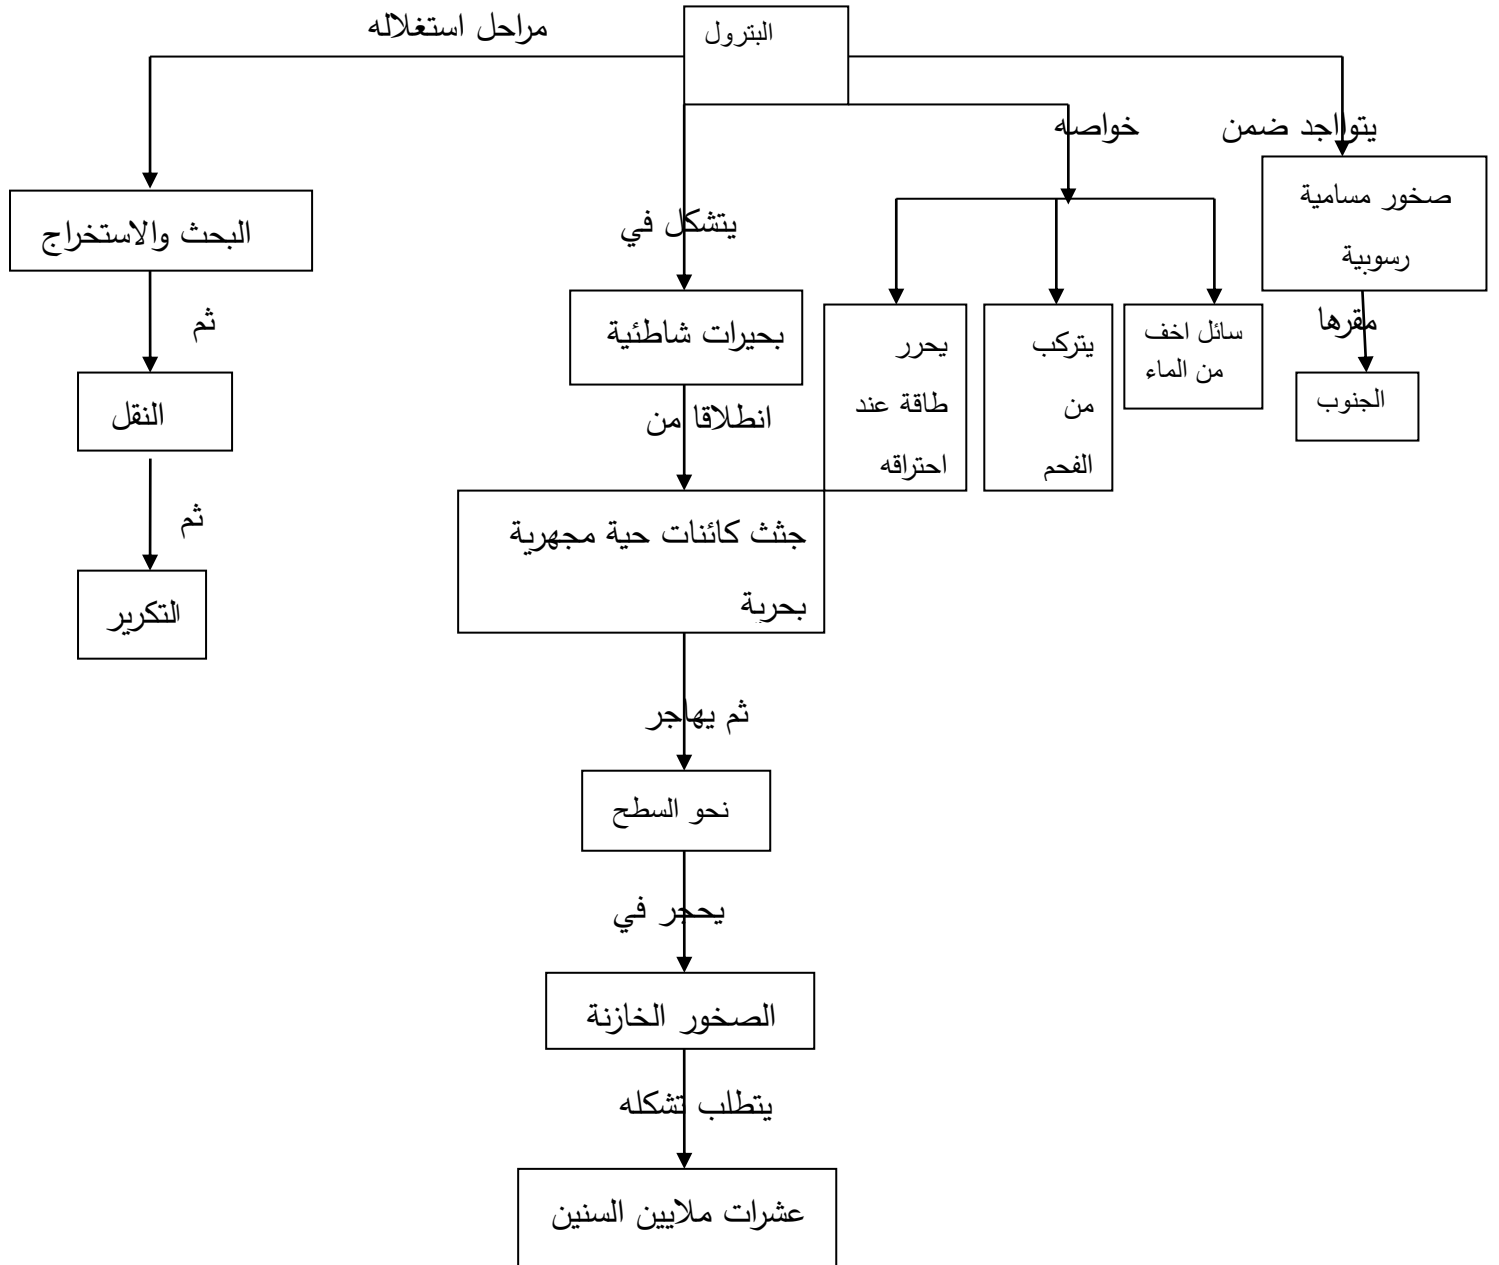 البترول
مراحل استغلاله
يتواجد ضمن
خواصه
صخور مسامية
رسوبية
مقرها
الجنوب
سائل اخف
من الماء
يتركب
من
الفحم
يحرر
طاقة عند
احتراقه
يتشكل في
بحيرات شاطئية
انطلاقا من
جثث كائنات حية مجهرية
بحرية
ثم يهاجر
نحو السطح
يحجر في
الصخور الخازنة
يتطلب تشكله
عشرات ملايين السنين
البحث والاستخراج
ثم
النقل
ثم
التكرير